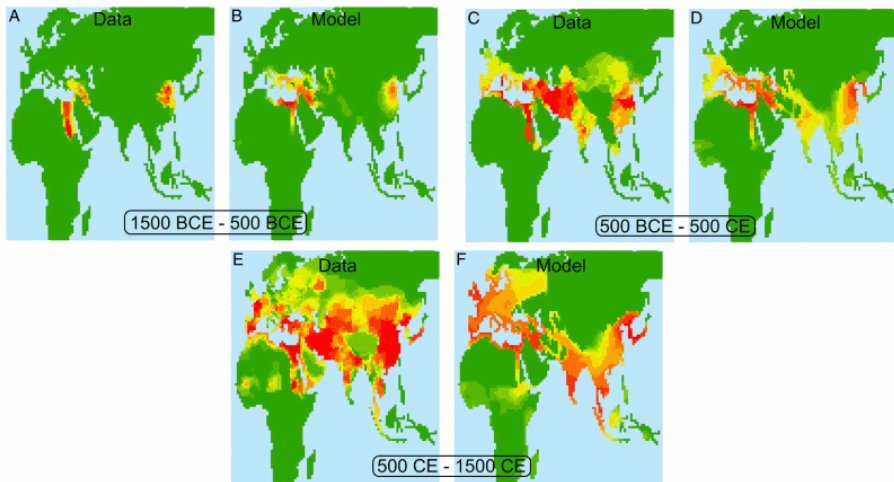 A Data
B Model
1500 BCE - 500 BCE
C Data
D Model
500 BCE - 500 CE
E Data
F Model
500 CE - 1500 CE